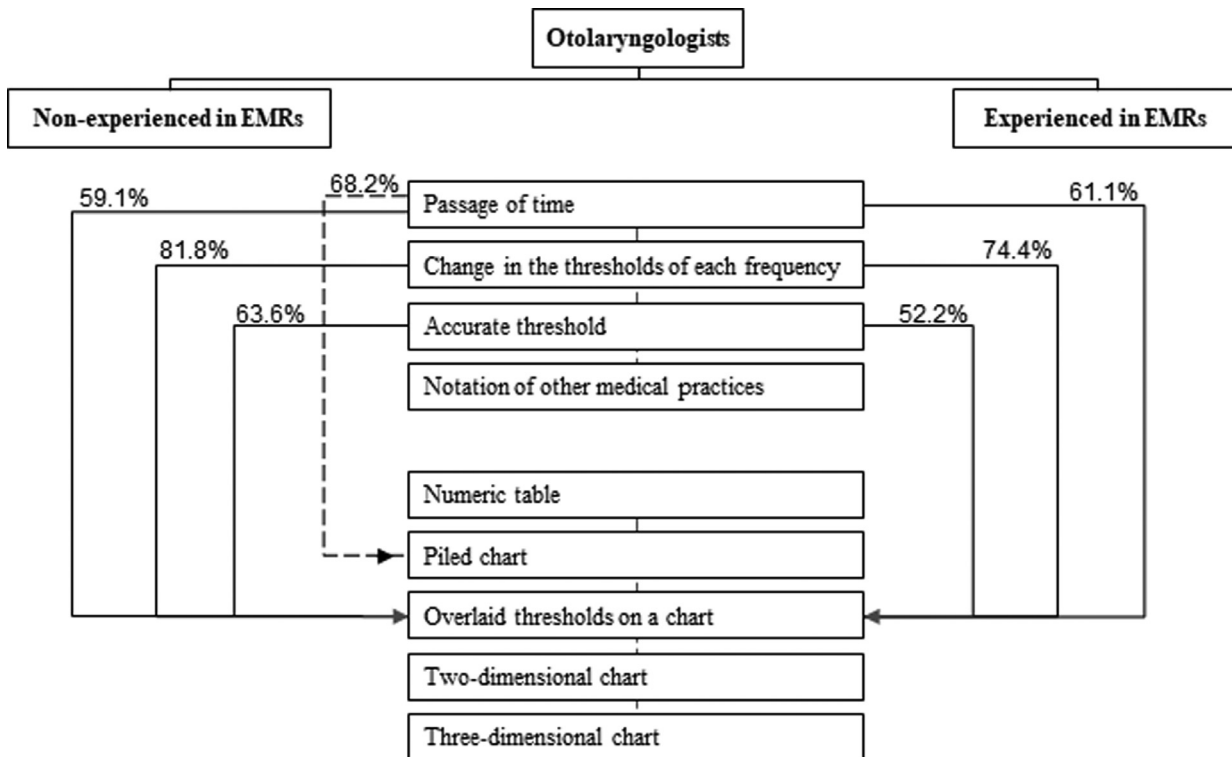 Otolaryngologists
Non-experienced in EMRs
Experienced in EMRs
68.2%
59.1%
Passage of time
61.1%
81.8%
Change in the thresholds of each frequency
74.4%
63.6%
Accurate threshold
52.2%
Notation of other medical practices
Numeric table
Piled chart
Overlaid thresholds on a chart
Two-dimensional chart
Three-dimensional chart